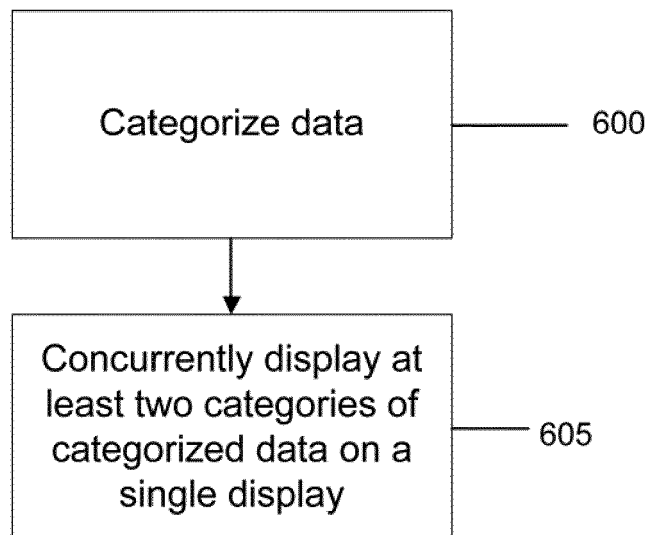 Categorize data
600
Concurrently display at
least two categories of
categorized data on a
single display
605